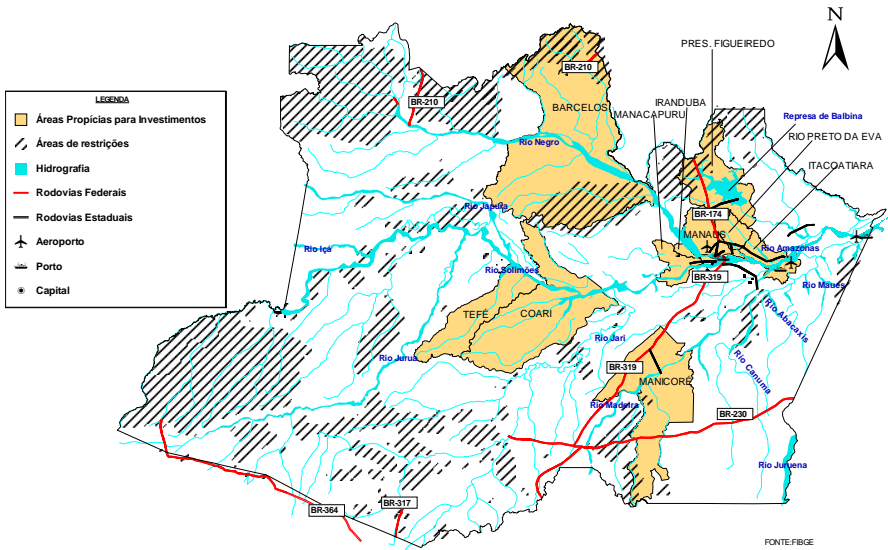 N
PRES. FIGUEIREDO
BR-210
BR-210
BARCELOS
IRANDUBA
MANACAPURU
Represa de Balbina
RIO PRETO DA EVA
ITACOATIARA
LEGENDA
Áreas Propícias para Investimentos
Áreas de restrições
Hidrografia
Rodovias Federais
Rodovias Estaduais
Aeroporto
Porto
Capital
Rio Negro
Rio Japurá
BR-174
MANAUS
Rio Içá
Rio Amazonas
Rio Solimões
BR-319
Rio Maués
TEFÉ
COARI
Rio Abacaxis
Rio Jari
Rio Juruá
Rio Canumã
BR-319
MANICORÉ
Rio Madeira
BR-230
Rio Juruena
BR-317
BR-364
FONTE:FIBGE